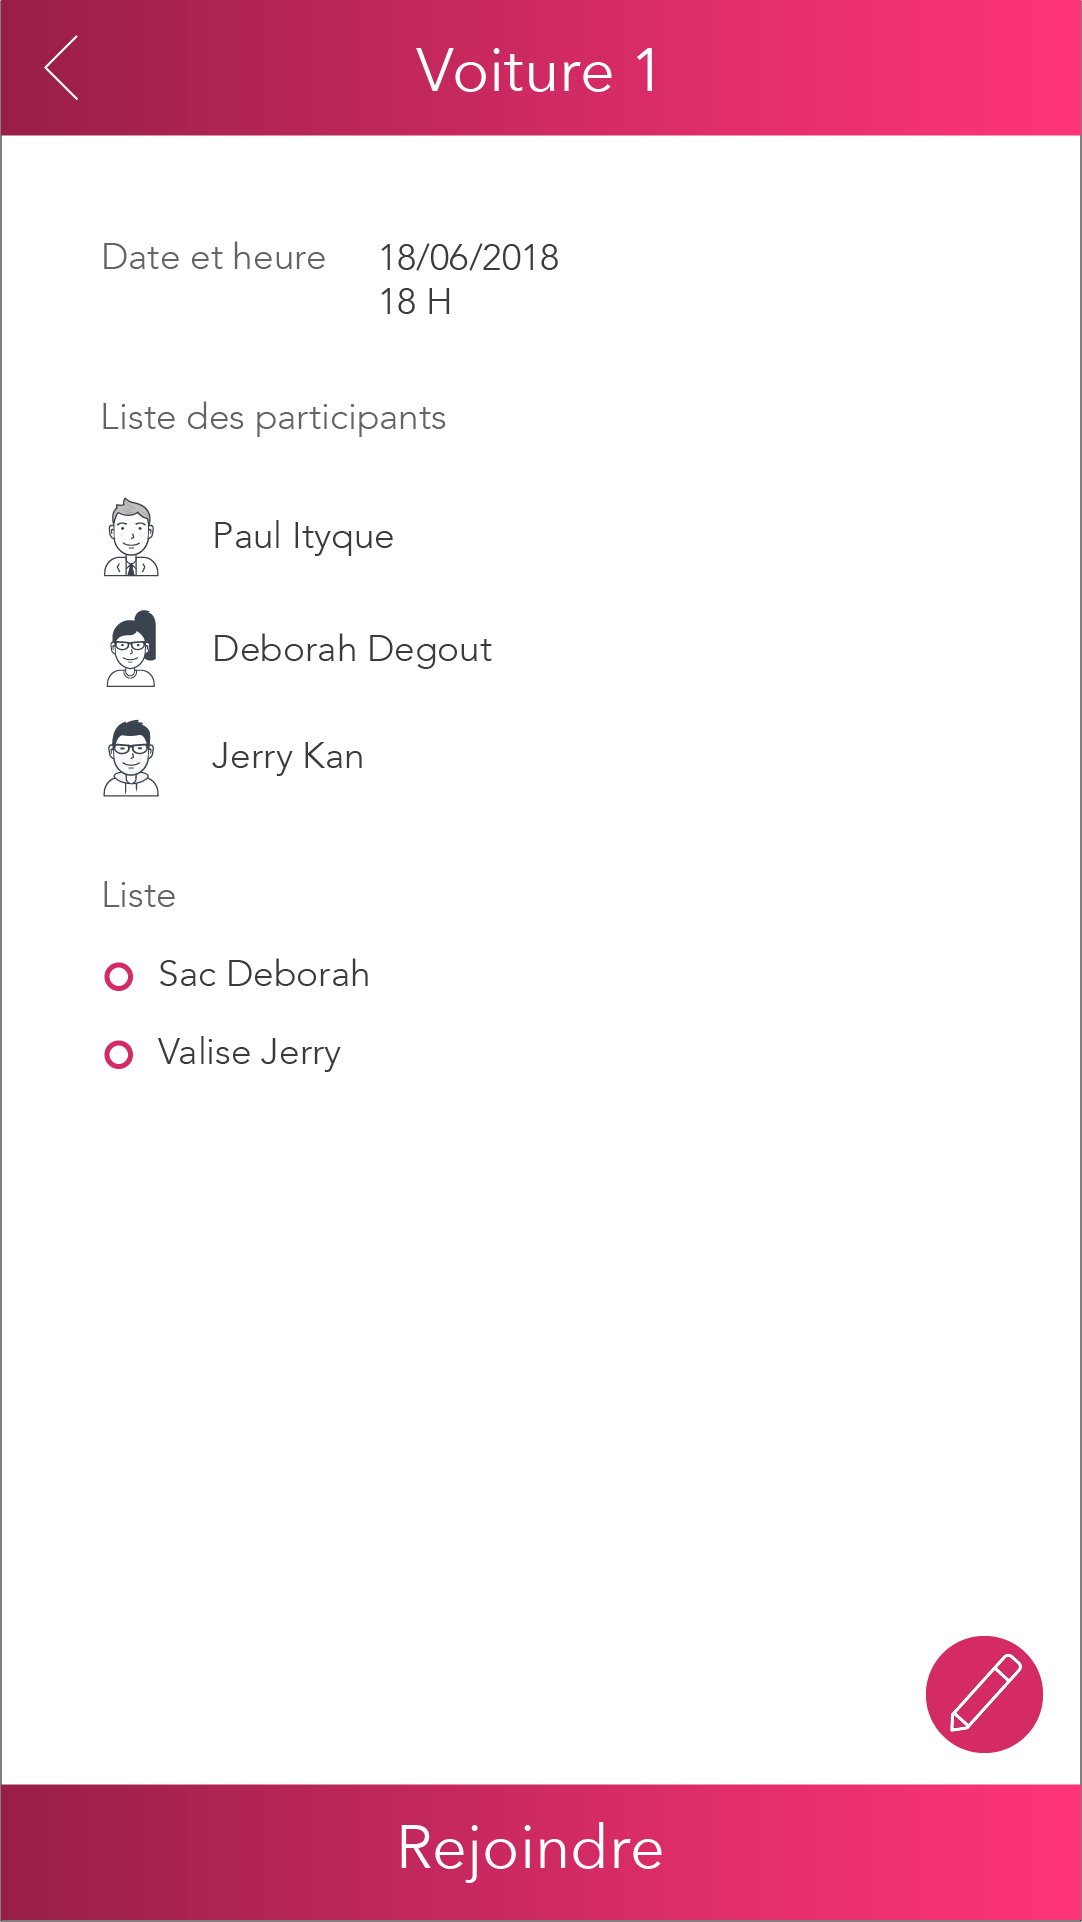 Voiture 1
Date et heure 18/06/2018
18 H
Liste des participants
Paul Ityque
Deborah Degout
Jerry Kan
Liste
Sac Deborah
Valise Jerry
Rejoindre